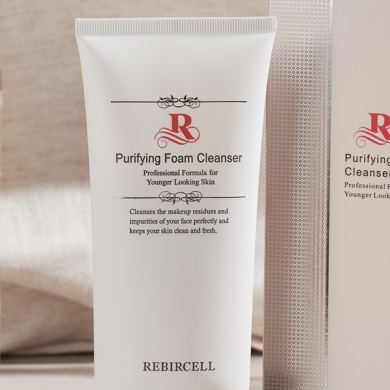 R
Purifying Foam Cleanser
Professional Formula for
Younger Looking Skin
Cleanses the makeup residues and
impurities of your face perfectly and
keeps your skin clean and fresh.
REBIRCELL
R
Purifying
Cleanser
Professional
Younger